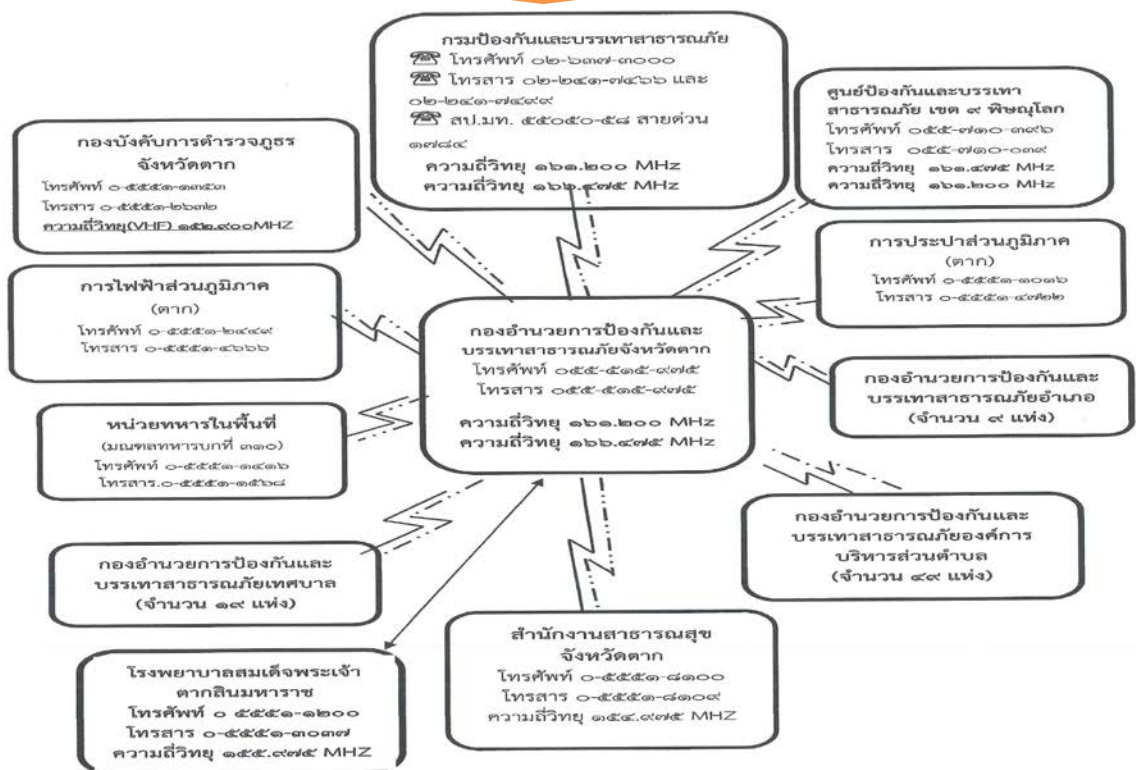 กรมป้องกันและบรรเทาสาธารณภัย
☎ โทรศัพท์ ๐๒-๖๓๗-๓๐๐๐
☎ โทรสาร ๐๒-๒๔๑-๗๔๖๖ และ
๐๒-๒๔๑-๗๔๙๙
☎ สป.มท. ๕๕๐๕๐-๕๘ สายด่วน
๑๗๘๔
ความถี่วิทยุ ๑๖๑.๒๐๐ MHz
ความถี่วิทยุ ๑๖๖.๔๗๕ MHz
ศูนย์ป้องกันและบรรเทา
สาธารณภัย เขต ๙ พิษณุโลก
โทรศัพท์ ๐๕๕-๗๑๐-๓๙๖
โทรสาร ๐๕๕-๗๑๐-๐๓๙
ความถี่วิทยุ ๑๖๑.๔๗๕ MHz
ความถี่วิทยุ ๑๖๑.๒๐๐ MHz
กองบังคับการตำรวจภูธร
จังหวัดตาก
โทรศัพท์ ๐-๕๕๕๑-๑๓๕๓
โทรสาร ๐-๕๕๕๑-๒๖๓๒
ความถี่วิทยุ(VHF) ๑๕๒.๙๐๐MHZ
การประปาส่วนภูมิภาค
(ตาก)
โทรศัพท์ ๐-๕๕๕๑-๑๐๑๖
โทรสาร ๐-๕๕๕๑-๔๗๒๒
การไฟฟ้าส่วนภูมิภาค
(ตาก)
โทรศัพท์ ๐-๕๕๕๑-๒๔๔๙
โทรสาร ๐-๕๕๕๑-๔๖๖๖
กองอำนวยการป้องกันและ
บรรเทาสาธารณภัยจังหวัดตาก
โทรศัพท์ ๐๕๕-๕๑๕-๙๗๕
โทรสาร ๐๕๕-๕๑๕-๙๗๕
ความถี่วิทยุ ๑๖๑.๒๐๐ MHz
ความถี่วิทยุ ๑๖๖.๔๗๕ MHz
กองอำนวยการป้องกันและ
บรรเทาสาธารณภัยอำเภอ
(จำนวน ๙ แห่ง)
หน่วยทหารในพื้นที่
(มณฑลทหารบกที่ ๓๑๐)
โทรศัพท์ ๐-๕๕๕๑-๑๔๑๖
โทรสาร.๐-๕๕๕๑-๑๕๖๘
กองอำนวยการป้องกันและ
บรรเทาสาธารณภัยองค์การ
บริหารส่วนตำบล
(จำนวน ๔๙ แห่ง)
กองอำนวยการป้องกันและ
บรรเทาสาธารณภัยเทศบาล
(จำนวน ๑๙ แห่ง)
สำนักงานสาธารณสุข
จังหวัดตาก
โทรศัพท์ ๐-๕๕๕๑-๘๑๐๐
โทรสาร ๐-๕๕๕๑-๘๑๐๙
ความถี่วิทยุ ๑๕๔.๙๗๕ MHZ
โรงพยาบาลสมเด็จพระเจ้า
ตากสินมหาราช
โทรศัพท์ ๐ ๕๕๕๑-๑๒๐๐
โทรสาร ๐-๕๕๕๑-๓๐๓๗
ความถี่วิทยุ ๑๕๕.๙๗๕ MHZ